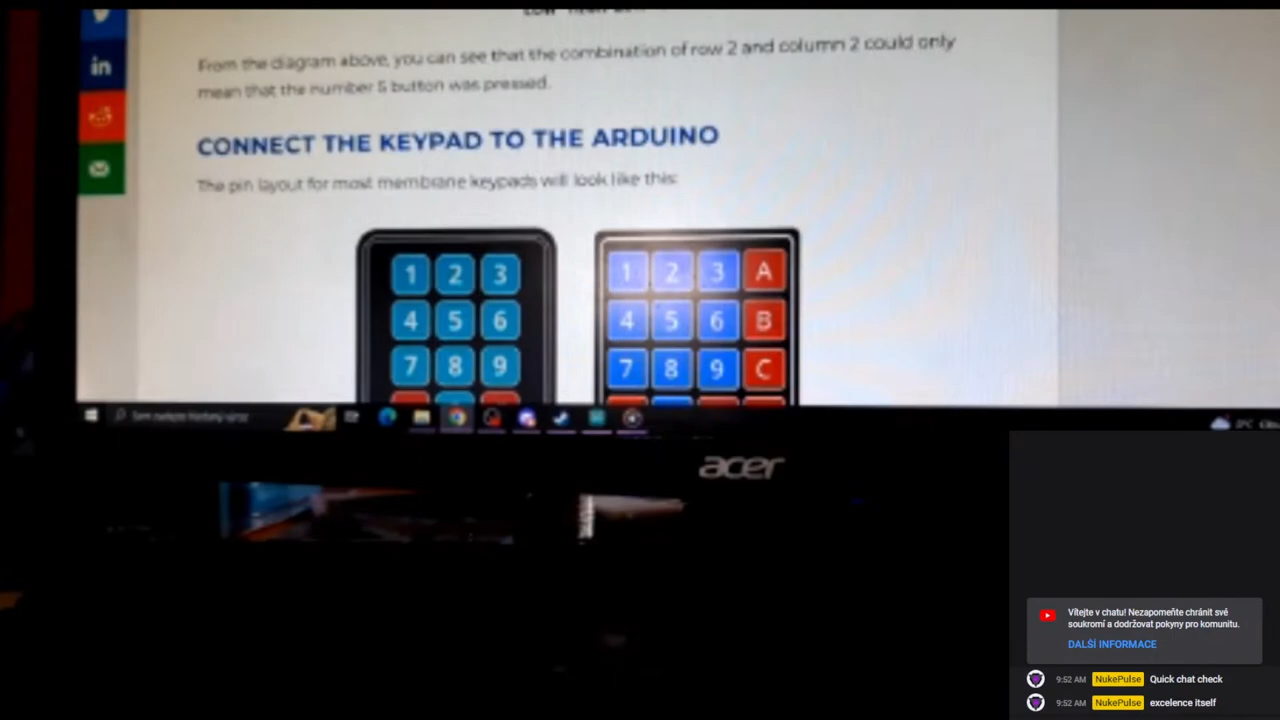 in
From the diagram above, you can see that the combination of row 2 and column 2 could only
mean that the number 5 button was pressed.
CONNECT THE KEYPAD TO THE ARDUINO
The pin layout for most membrane keypads will look like this:
1 2 3
4 5 6
7 8 9
1 2 3 A
4 5 6 B
7 8 9 C
acer
Vítejte v chatu! Nezapomeňte chránit své
soukromí a dodržovat pokyny pro komunitu.
DALŠÍ INFORMACE
9:52 AM NukePulse Quick chat check
9:52 AM NukePulse excelence itself